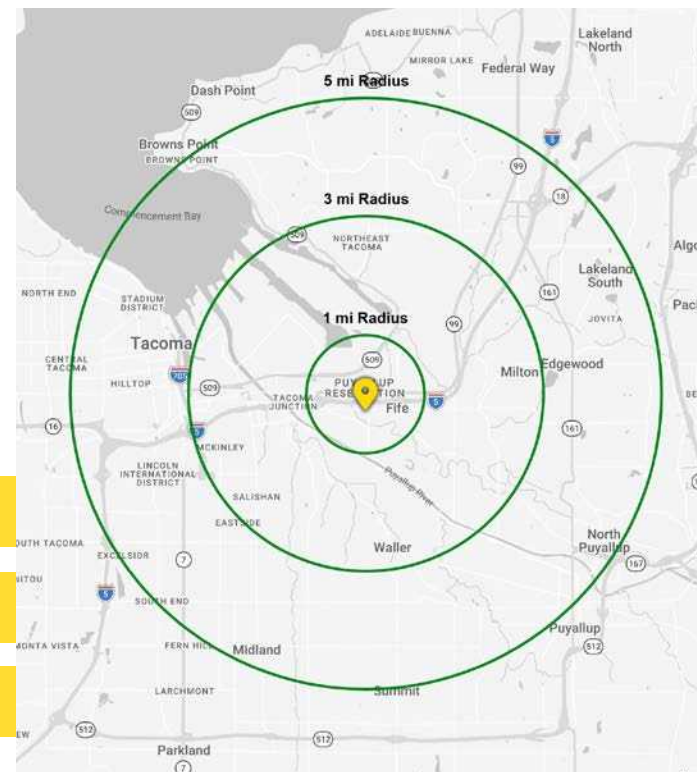 ADELAIDE BUENNA
Lakeland
North
MIRROR LAKE
Federal Way
5 mi Radius
Dash Point
509
Browns Point
BROWNS POINT
5
99
18
3 mi Radius
Commencement Bay
509
NORTHEAST
TACOMA
Lakeland
South
NORTH END
STADIUM
DISTRICT
161
JOVITA
1 mi Radius
99
Tacoma
509
CENTRAL
TACOMA
Milton
Edgewood
705
HILLTOP
509
TACOMA
JUNCTION
Fife
5
16
5
MCKINLEY
161
LINCOLN
INTERNATIONAL
DISTRICT
Puyallup River
SALISHAN
EASTSIDE
Waller
North
Puyallup
EXCELSIOR
7
167
5
SOUTH END
Puyallup
FERN HILL
Midland
512
LARCHMONT
Summit
512
512
Parkland
7